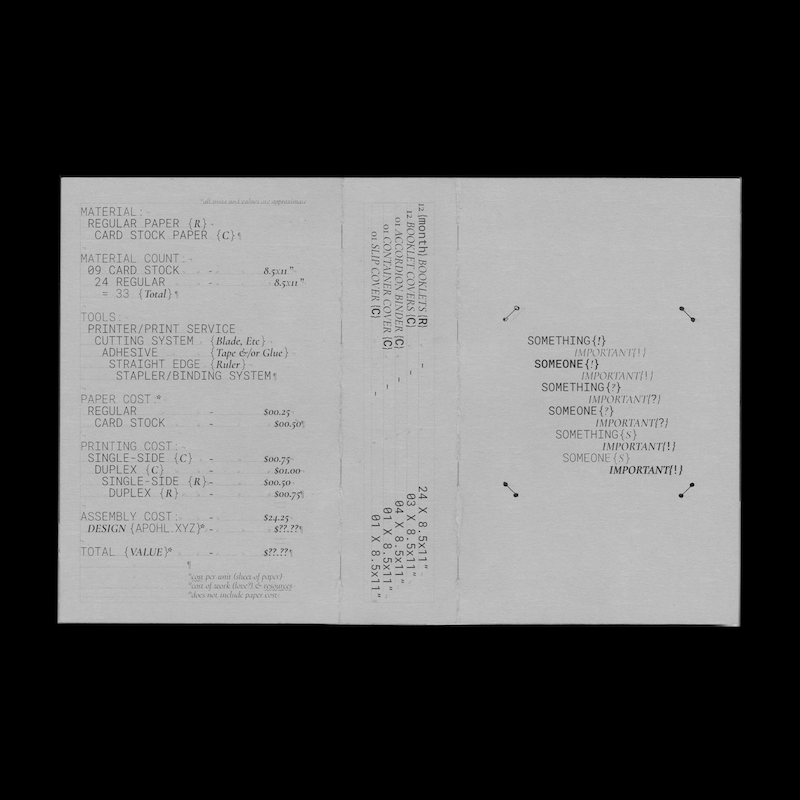 *all sizes and values are approximate
MATERIAL:
REGULAR PAPER {R}
CARD STOCK PAPER {C}¶
MATERIAL COUNT:
09 CARD STOCK - 8.5x11"
24 REGULAR - 8.5x11"
= 33 {Total}¶
TOOLS:
PRINTER/PRINT SERVICE
CUTTING SYSTEM {Blade, Etc}
ADHESIVE {Tape &/or Glue}
STRAIGHT EDGE {Ruler}
STAPLER/BINDING SYSTEM¶
PAPER COST:*
REGULAR - $00.25
CARD STOCK - $00.50¶
PRINTING COST:
SINGLE-SIDE {C} - $00.75
DUPLEX {C} - $01.00
SINGLE-SIDE {R} - $00.50
DUPLEX {R} - $00.75¶
ASSEMBLY COST: - $24.25
DESIGN {APOHL.XYZ}* - $??.??¶
TOTAL {VALUE}* - $??.??¶
¶
*cost per unit (sheet of paper)
*cost of work (love?) & resources
*does not include paper cost
12 {month} BOOKLETS {R} - 24 X 8.5x11"
12 BOOKLET COVERS {C} - 03 X 8.5x11"
01 ACCORDION BINDER {C} - 04 X 8.5x11"
01 CONTAINER COVER {C} - 01 X 8.5x11"
01 SLIP COVER {C} - 01 X 8.5x11"
SOMETHING{!}
IMPORTANT{!}
SOMEONE{!}
IMPORTANT{!}
SOMETHING{?}
IMPORTANT{?}
SOMEONE{?}
IMPORTANT{?}
SOMETHING{S}
IMPORTANT{!}
SOMEONE{S}
IMPORTANT{!}